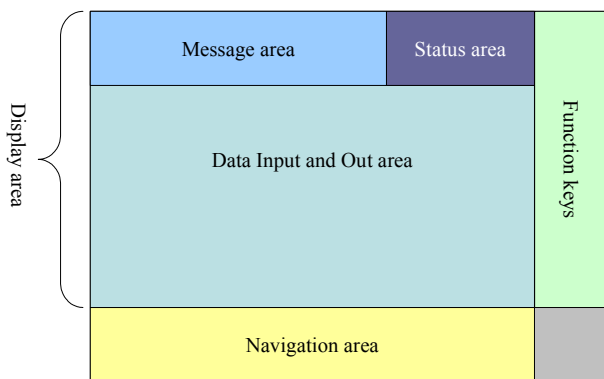 Message area
Status area
Display area
Data Input and Out area
Function keys
Navigation area